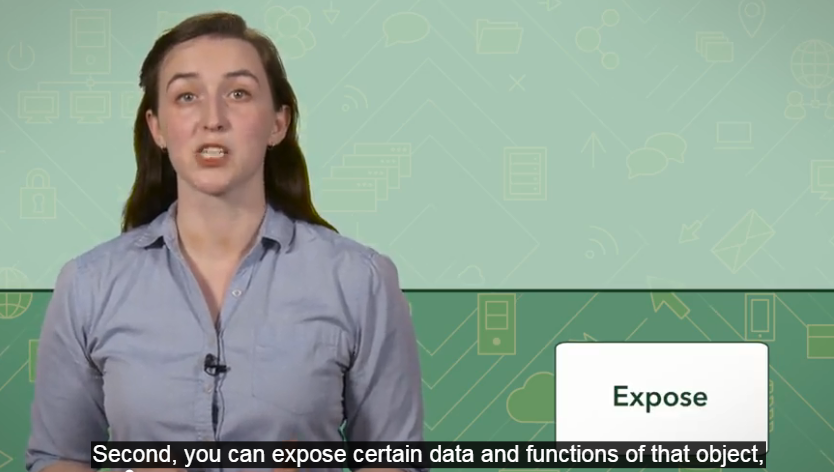 Expose
Second, you can expose certain data and functions of that object,